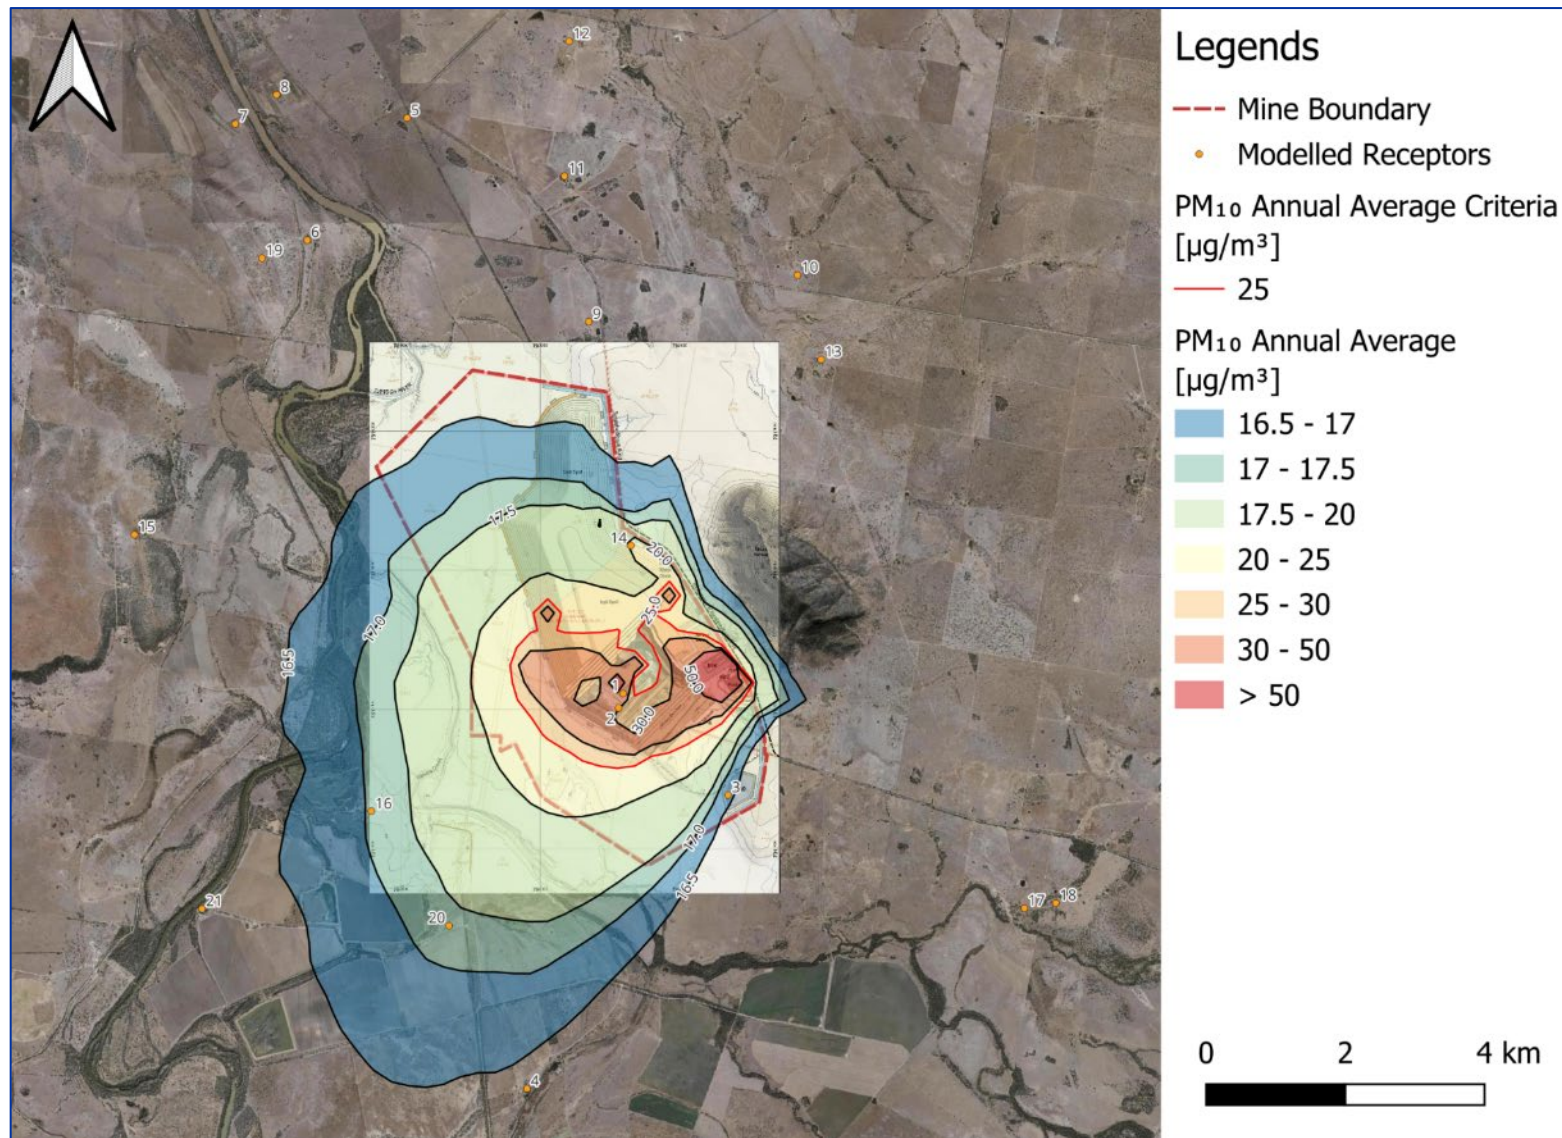 Legends
Mine Boundary
Modelled Receptors
PM₁₀ Annual Average Criteria
[µg/m³]
25
PM₁₀ Annual Average
[µg/m³]
16.5 - 17
17 - 17.5
17.5 - 20
20 - 25
25 - 30
30 - 50
> 50
0 2 4 km
12
8
5
7
11
6
19
10
9
13
17.5
14
20.0
15
25.0
17.0
16.5
50.0
1
2
30.0
3
16
17.0
16.5
21
17
18
20
4